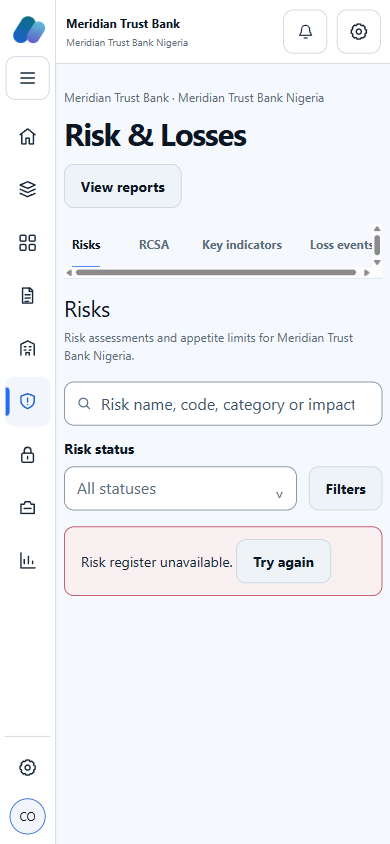 Meridian Trust Bank
Meridian Trust Bank Nigeria
Meridian Trust Bank · Meridian Trust Bank Nigeria
Risk & Losses
View reports
Risks RCSA Key indicators Loss events
Risks
Risk assessments and appetite limits for Meridian Trust
Bank Nigeria.
Risk name, code, category or impact
Risk status
All statuses v
Filters
Risk register unavailable. Try again
CO